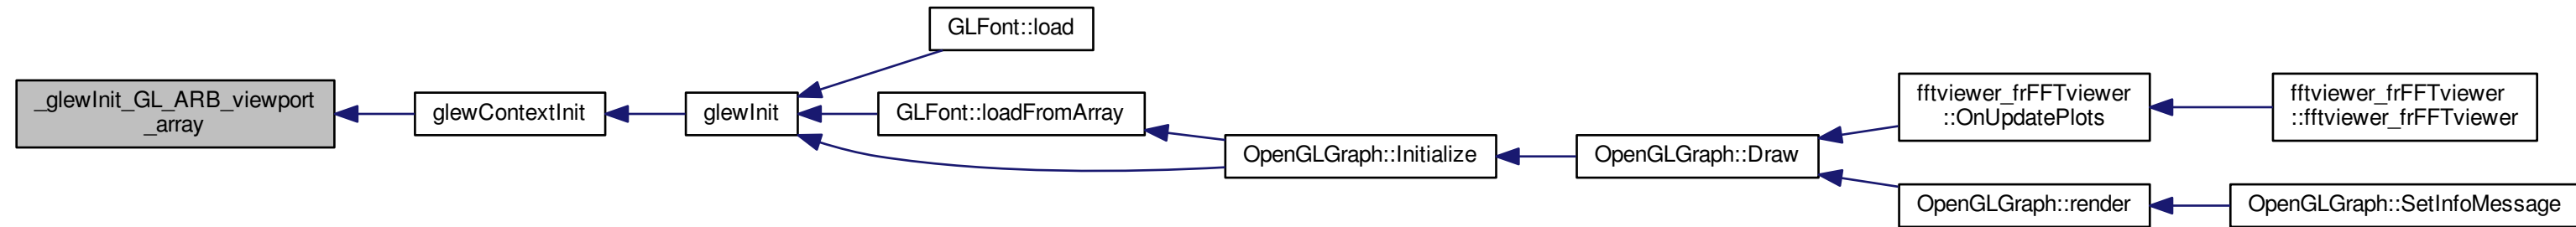 _glewInit_GL_ARB_viewport
_array
glewContextInit
glewInit
GLFont::load
GLFont::loadFromArray
OpenGLGraph::Initialize
OpenGLGraph::Draw
fftviewer_frFFTviewer
::OnUpdatePlots
fftviewer_frFFTviewer
::fftviewer_frFFTviewer
OpenGLGraph::render
OpenGLGraph::SetInfoMessage